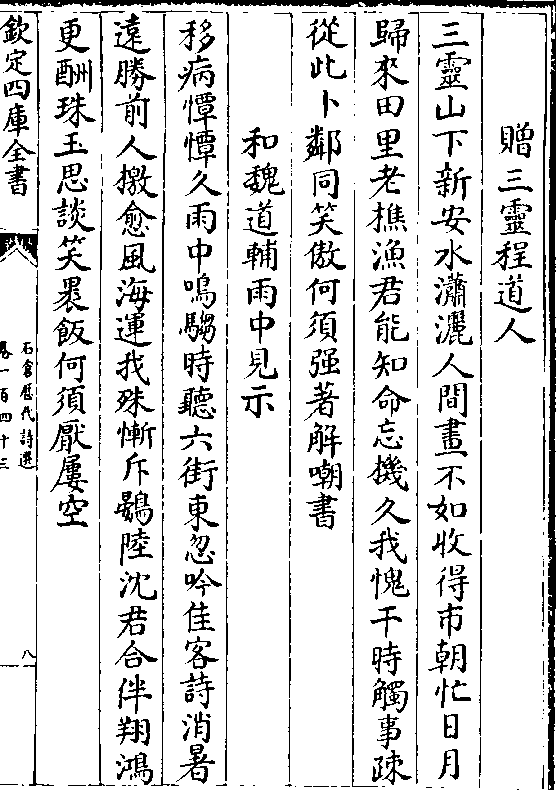 贈三靈程道人
三靈山下新安水瀟灑人間畫不如收得市朝忙日月
歸來田里老樵漁君能知命忘機久我愧干時觸事疎
從此卜鄰同笑傲何須强著解嘲書
和魏道輔雨中見示
移病慵慵久雨中鳴騶時聽六街東忽吟佳客詩消暑
遠勝前人檄愈風海運我殊慚斥鷃陸沈君合伴翔鴻
更酬珠玉思談笑褁飯何須厭屢空
欽定四庫全書
石倉歷代詩選
卷一百四十三
八